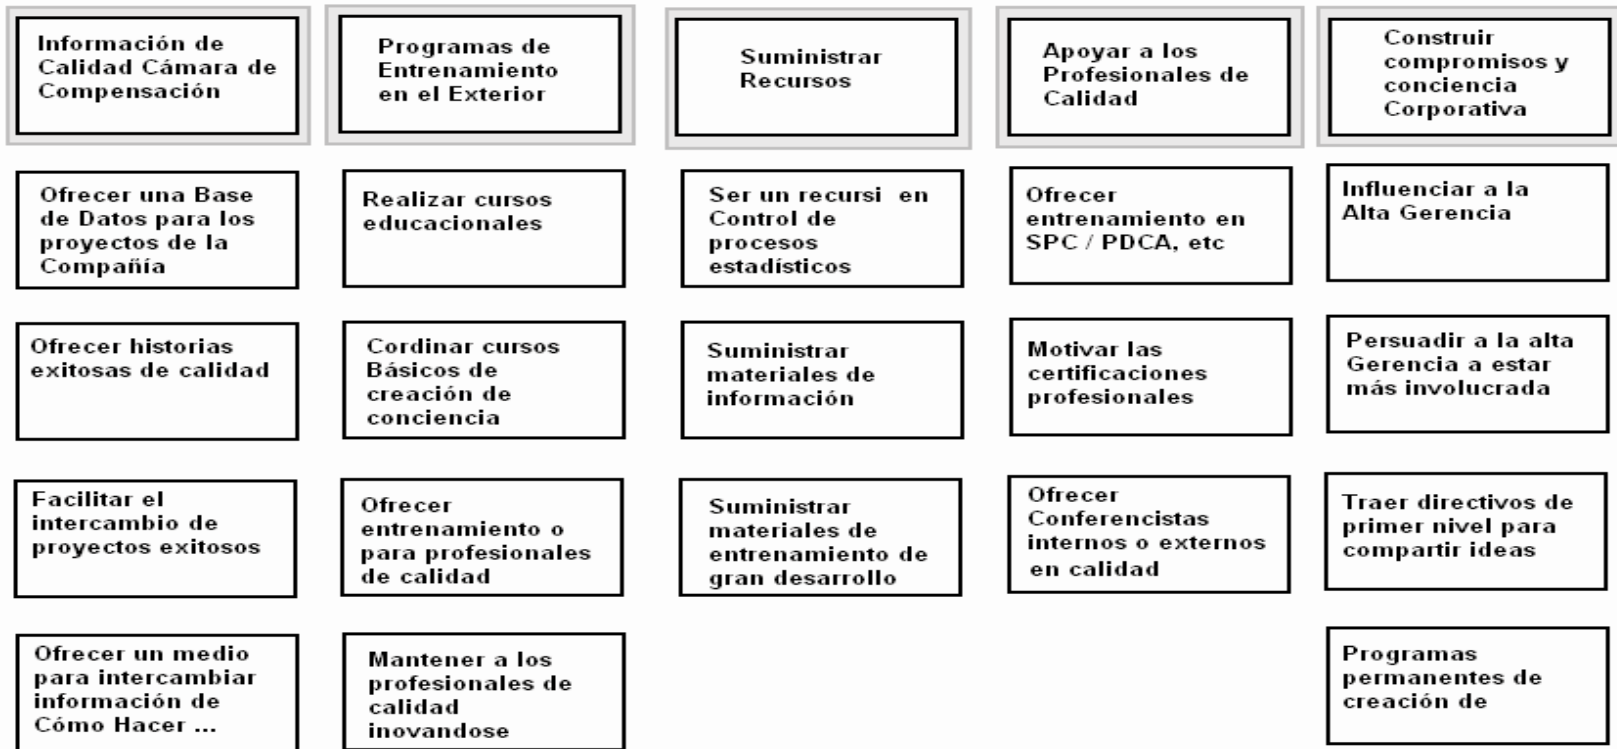 Información de
Calidad Cámara de
Compensación
Programas de
Entrenamiento
en el Exterior
Suministrar
Recursos
Apoyar a los
Profesionales de
Calidad
Construir
compromisos y
conciencia
Corporativa
Ofrecer una Base
de Datos para los
proyectos de la
Compañía
Realizar cursos
educacionales
Ser un recursi en
Control de
procesos
estadísticos
Ofrecer
entrenamiento en
SPC / PDCA, etc
Influenciar a la
Alta Gerencia
Ofrecer historias
exitosas de calidad
Cordinar cursos
Básicos de
creación de
conciencia
Suministrar
materiales de
información
Motivar las
certificaciones
profesionales
Persuadir a la alta
Gerencia a estar
más involucrada
Facilitar el
intercambio de
proyectos exitosos
Ofrecer
entrenamiento o
para profesionales
de calidad
Suministrar
materiales de
entrenamiento de
gran desarrollo
Ofrecer
Conferencistas
internos o externos
en calidad
Traer directivos de
primer nivel para
compartir ideas
Ofrecer un medio
para intercambiar
información de
Cómo Hacer ...
Mantener a los
profesionales de
calidad
inovandose
Programas
permanentes de
creación de